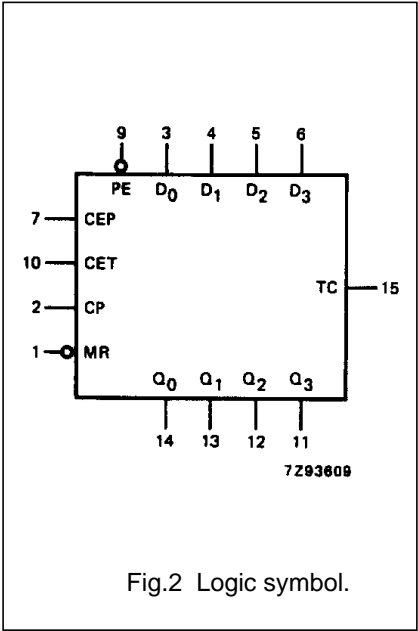 9 3 4 5 6
PE D0 D1 D2 D3
7 CEP
10 CET
TC 15
2 CP
1 MR
Q0 Q1 Q2 Q3
14 13 12 11
7Z93609
Fig.2 Logic symbol.